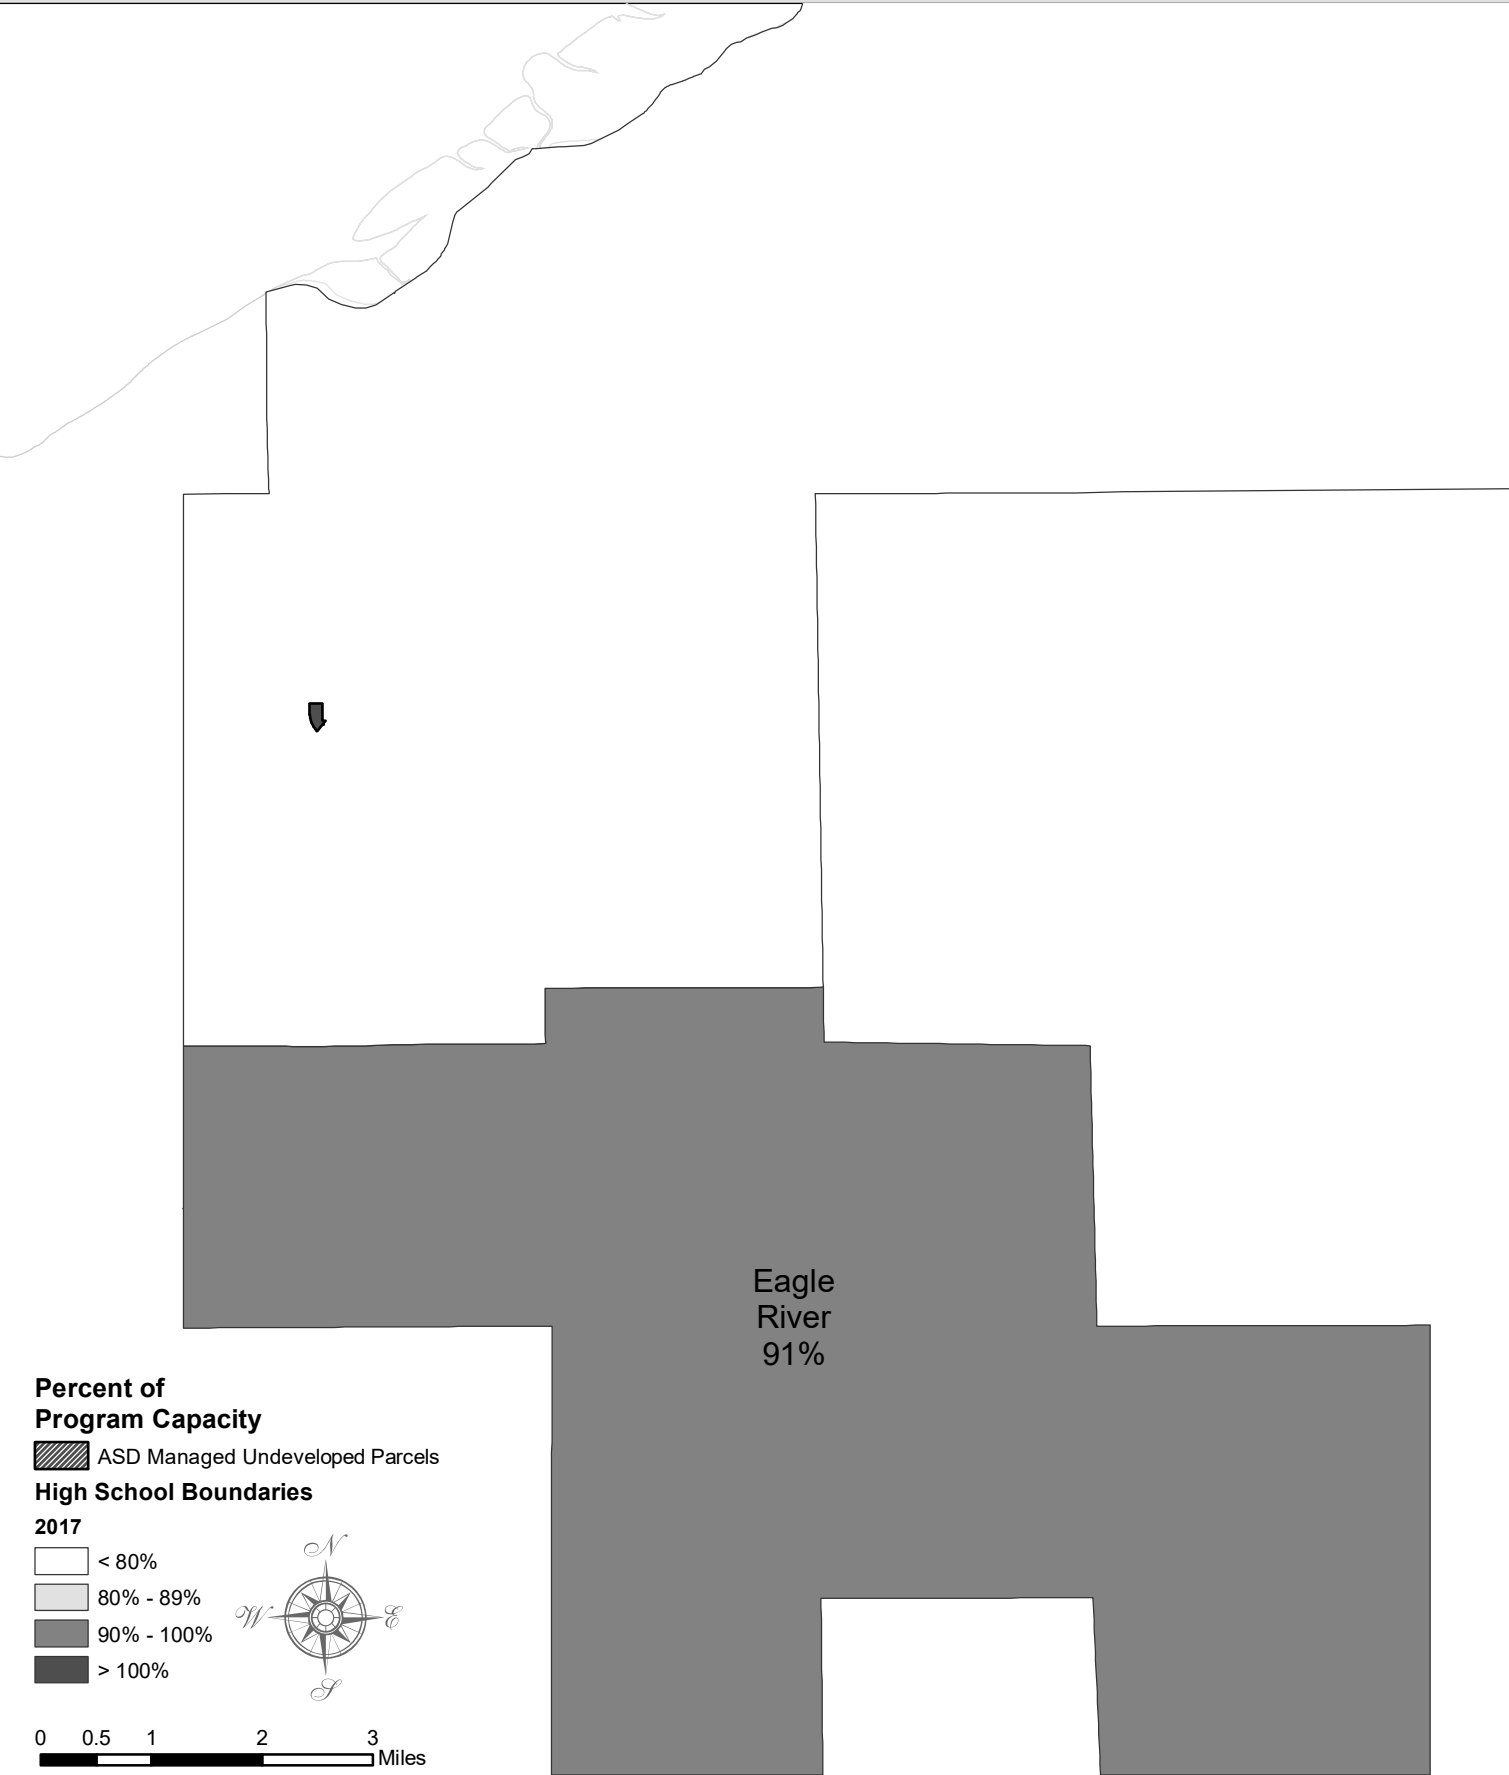 Eagle
River
91%
Percent of
Program Capacity
ASD Managed Undeveloped Parcels
High School Boundaries
2017
< 80%
80% - 89%
90% - 100%
> 100%
N
W
E
S
0 0.5 1 2 3
Miles